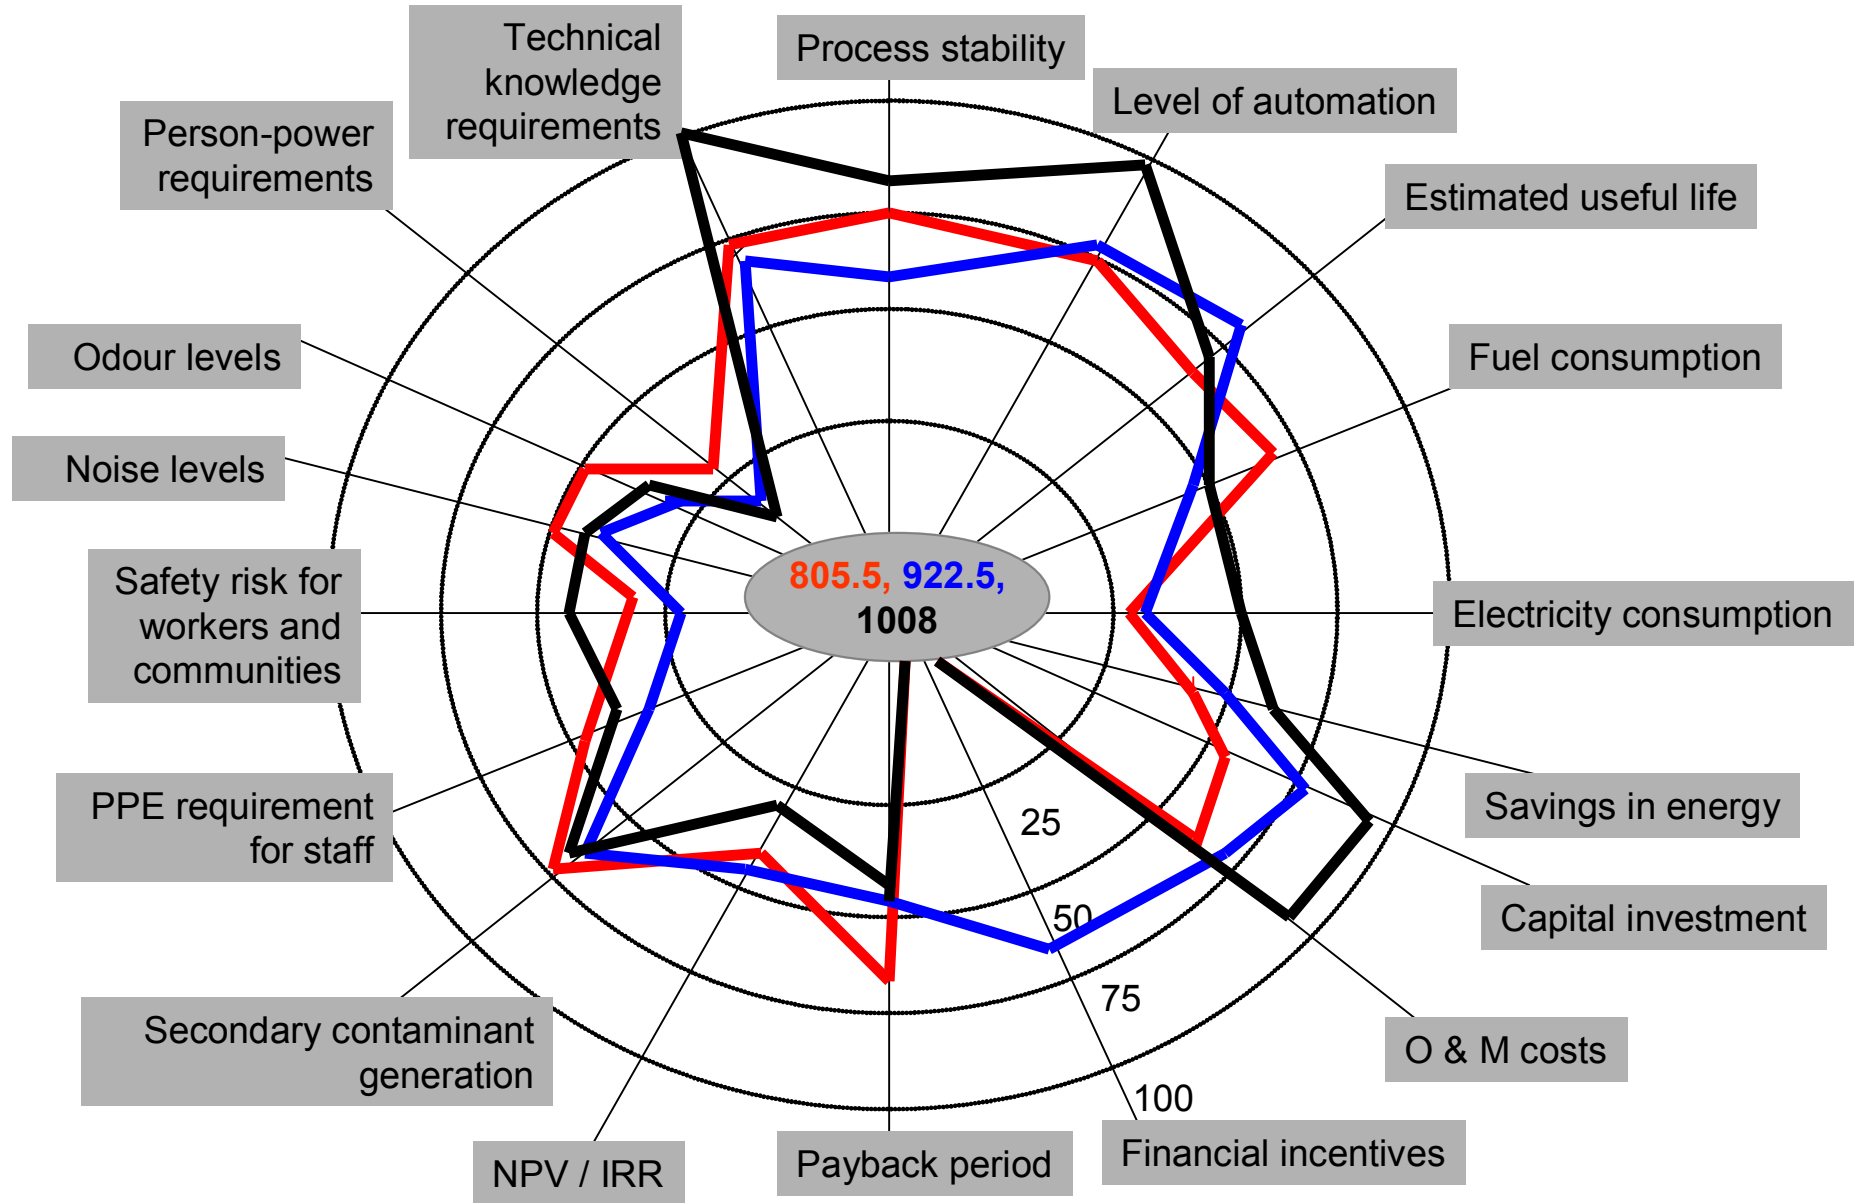 Technical
knowledge
requirements
Process stability
Level of automation
Person-power
requirements
Estimated useful life
Odour levels
Fuel consumption
Noise levels
805.5, 922.5,
1008
Safety risk for
workers and
communities
Electricity consumption
PPE requirement
for staff
Savings in energy
25
50
75
100
Capital investment
Secondary contaminant
generation
O & M costs
NPV / IRR
Payback period
Financial incentives